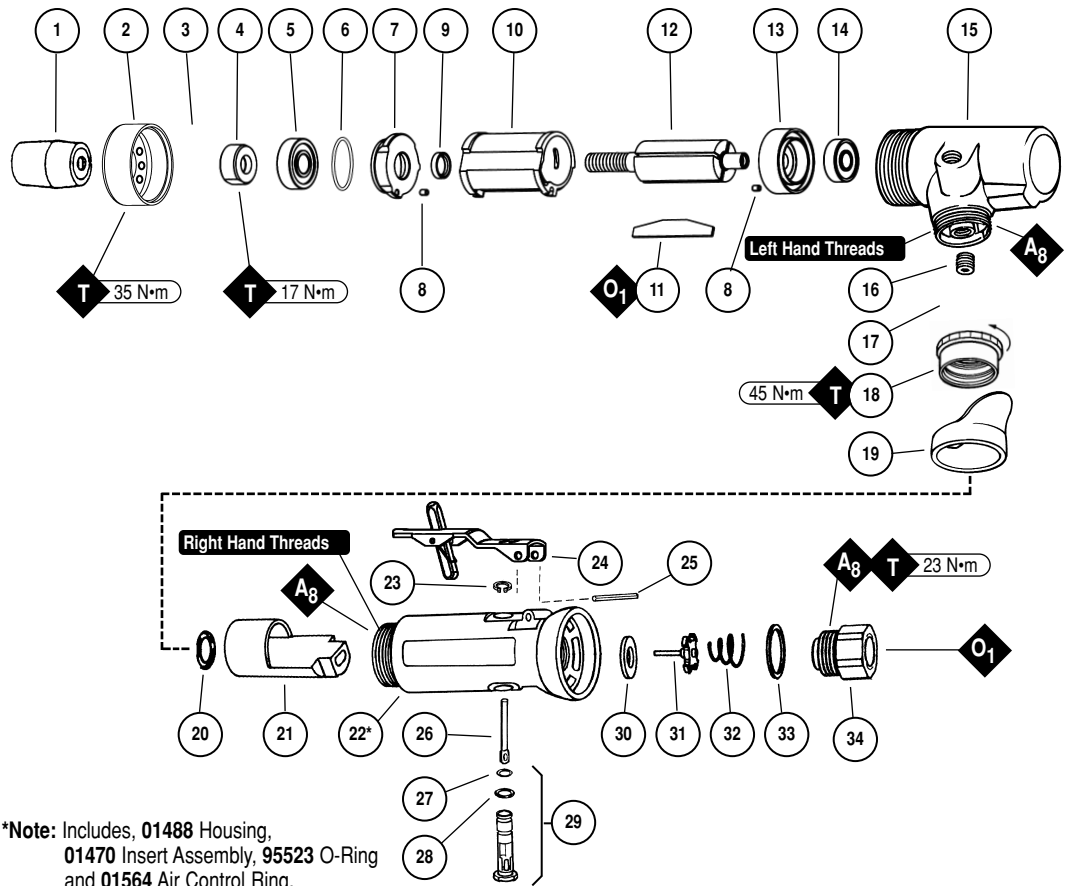 1 2 3 4 5 6 7 9 10 12 13 14 15
Left Hand Threads A8
T 35 N•m T 17 N•m 8 O1 11 8 16
17
45 N•m T 18
19
Right Hand Threads
A8 T 23 N•m
23 24 25
A8
O1
20 21 22* 26 30 31 32 33 34
27
29
28
*Note: Includes, 01488 Housing,
01470 Insert Assembly, 95523 O-Ring
and 01564 Air Control Ring.